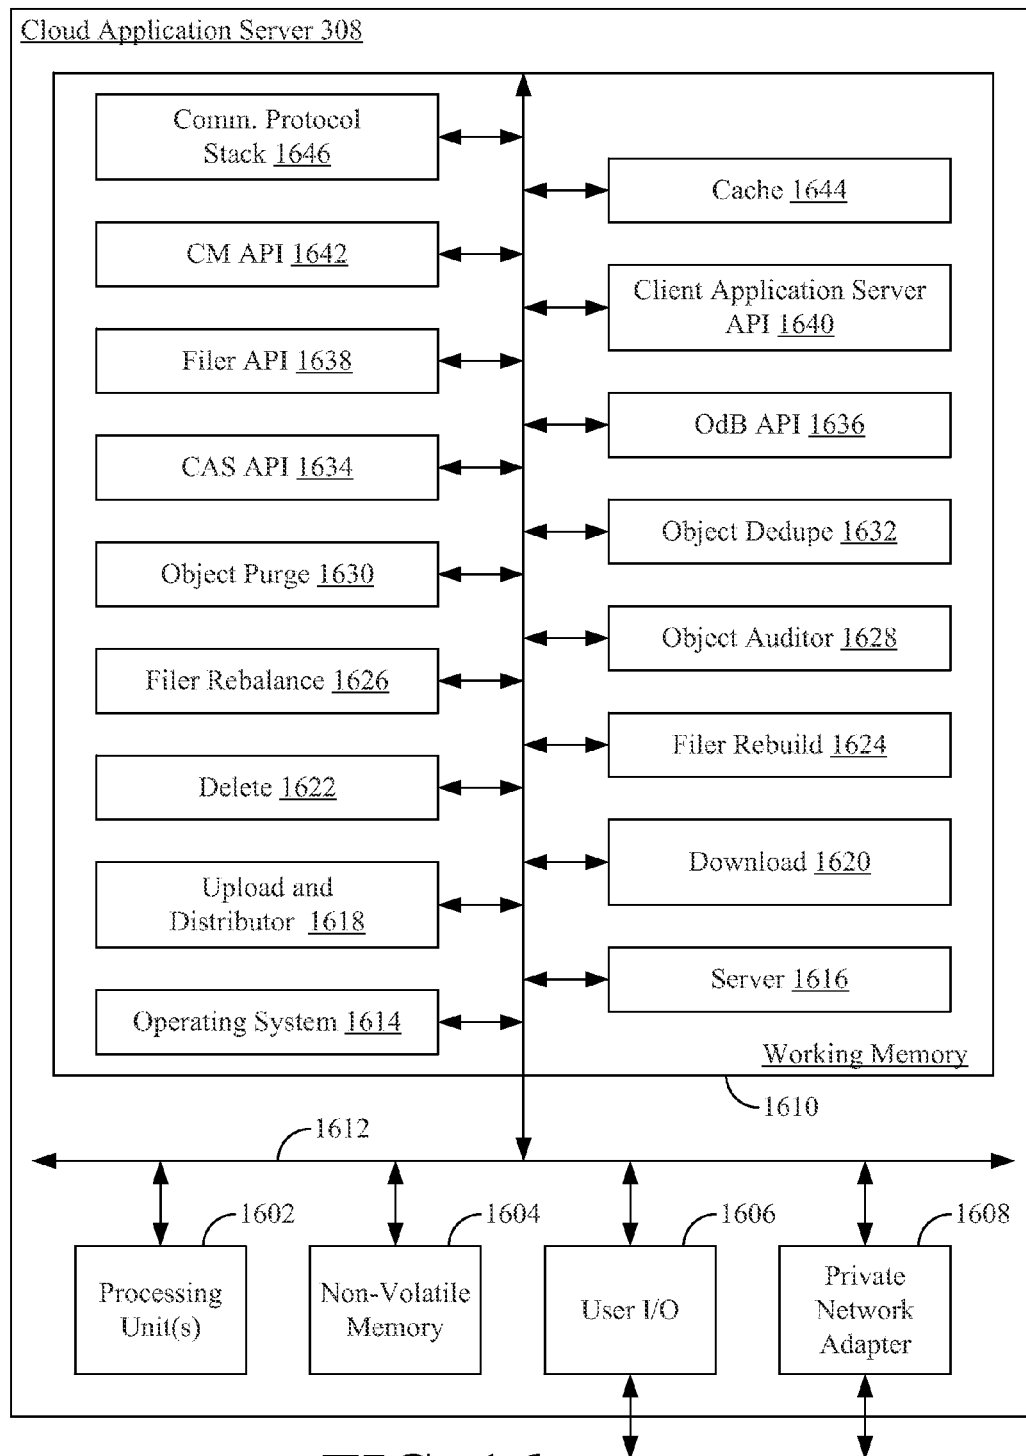 Cloud Application Server 308
Comm. Protocol
Stack 1646
Cache 1644
CM API 1642
Client Application Server
API 1640
Filer API 1638
OdB API 1636
CAS API 1634
Object Dedupe 1632
Object Purge 1630
Object Auditor 1628
Filer Rebalance 1626
Filer Rebuild 1624
Delete 1622
Download 1620
Upload and
Distributor 1618
Server 1616
Operating System 1614
Working Memory
1610
1612
1602
1604
1606
1608
Processing
Unit(s)
Non-Volatile
Memory
User I/O
Private
Network
Adapter